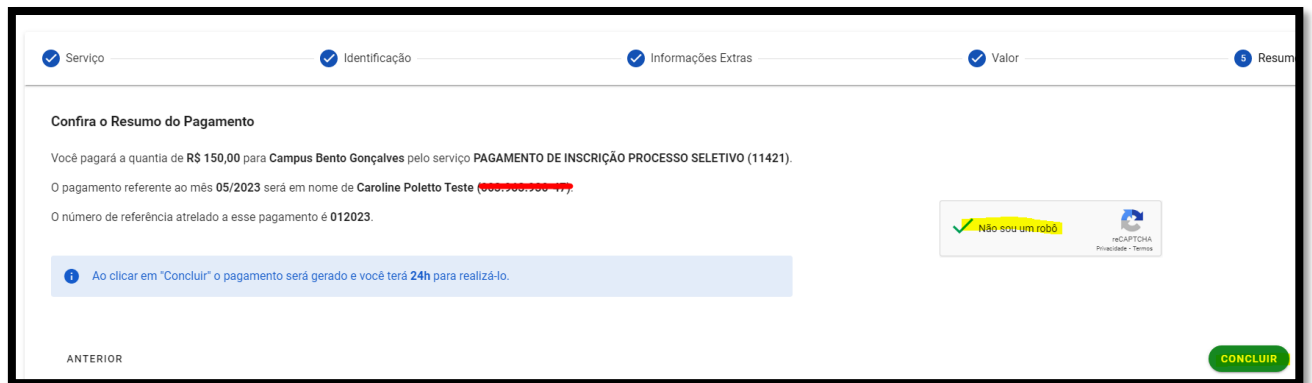 Serviço
Identificação
Informações Extras
Valor
5 Resum
Confira o Resumo do Pagamento
Você pagará a quantia de R$ 150,00 para Campus Bento Gonçalves pelo serviço PAGAMENTO DE INSCRIÇÃO PROCESSO SELETIVO (11421).
O pagamento referente ao mês 05/2023 será em nome de Caroline Poletto Teste
O número de referência atrelado a esse pagamento é 012023.
Não sou um robô
reCAPTCHA
Privacidade - Termos
Ao clicar em "Concluir" o pagamento será gerado e você terá 24h para realizá-lo.
ANTERIOR
CONCLUIR